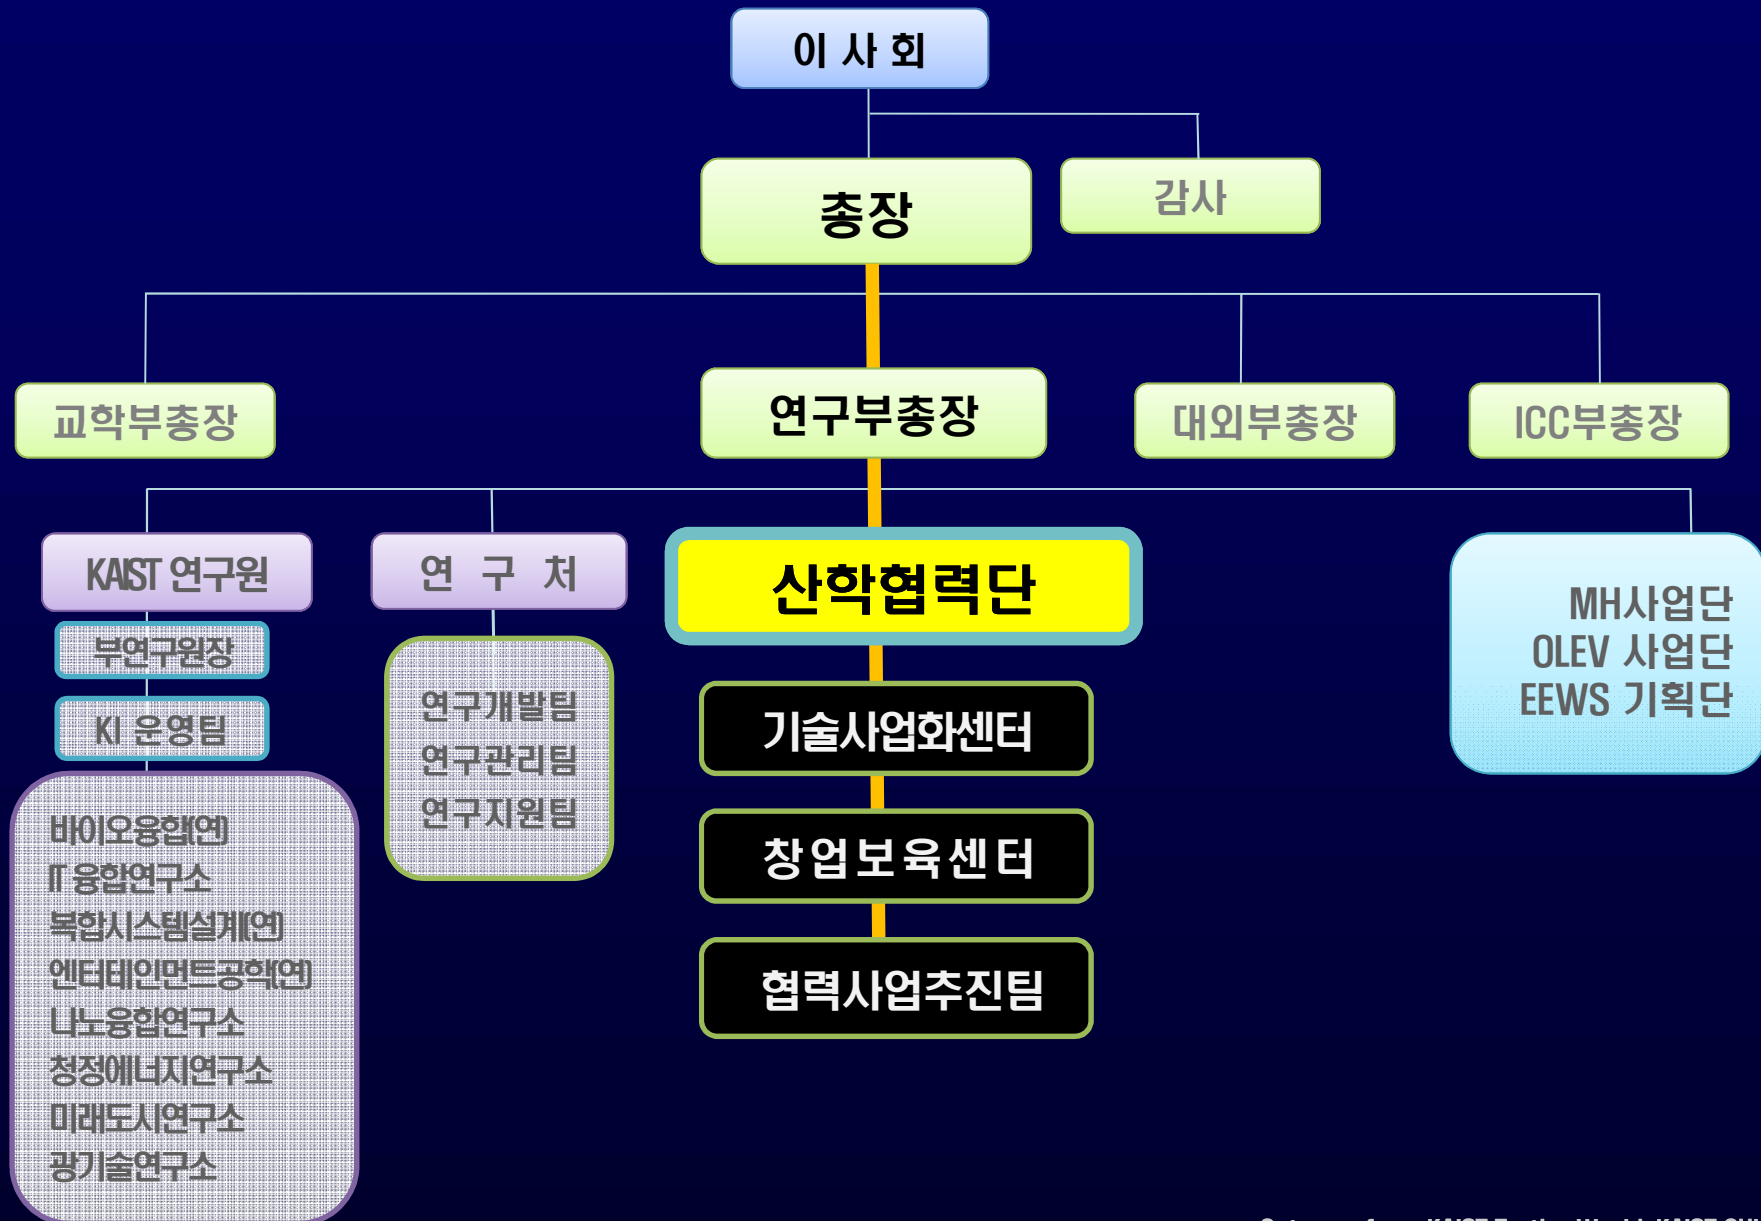 이 사 회
총장
감사
교학부총장
연구부총장
대외부총장
ICC부총장
KAIST 연구원
연 구 처
산학협력단
MH사업단
OLEV 사업단
EEWS 기획단
부연구원장
KI 운영팀
연구개발팀
연구관리팀
연구지원팀
기술사업화센터
창업보육센터
협력사업추진팀
바이오융합(연)
IT 융합연구소
복합시스템설계(연)
엔터테인먼트공학(연)
나노융합연구소
청정에너지연구소
미래도시연구소
광기술연구소